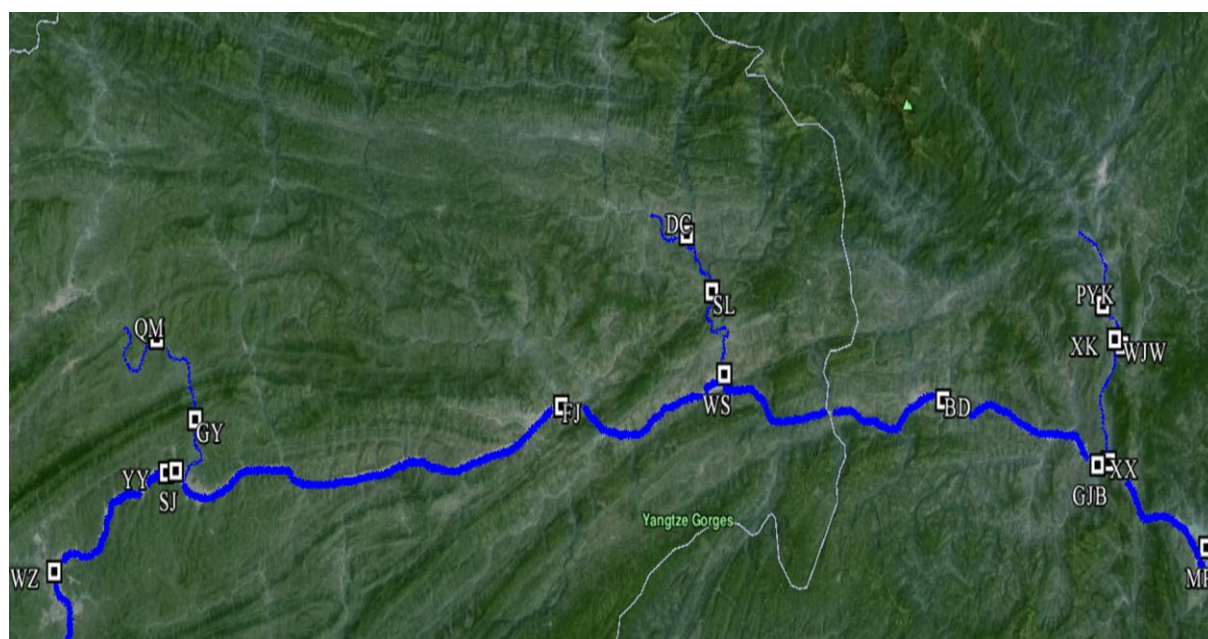 DC
SL
PYK
QM
XK
WJW
WS
FJ
BD
GY
YY
SJ
XX
GJB
Yangtze Gorges
WZ